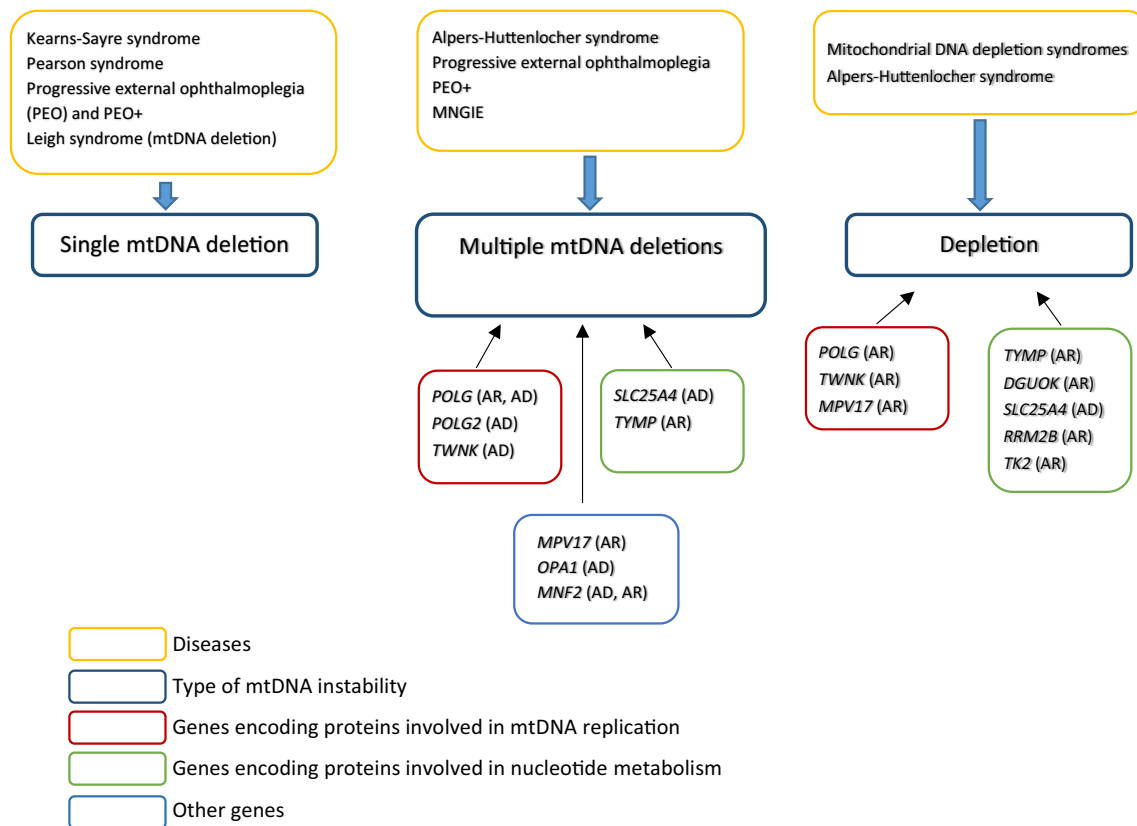 Kearns-Sayre syndrome
Pearson syndrome
Progressive external ophthalmoplegia
(PEO) and PEO+
Leigh syndrome (mtDNA deletion)
Single mtDNA deletion
Alpers-Huttenlocher syndrome
Progressive external ophthalmoplegia
PEO+
MNGIE
Multiple mtDNA deletions
POLG (AR, AD)
POLG2 (AD)
TWNK (AD)
SLC25A4 (AD)
TYMP (AR)
MPV17 (AR)
OPA1 (AD)
MNF2 (AD, AR)
Mitochondrial DNA depletion syndromes
Alpers-Huttenlocher syndrome
Depletion
POLG (AR)
TWNK (AR)
MPV17 (AR)
TYMP (AR)
DGUOK (AR)
SLC25A4 (AD)
RRM2B (AR)
TK2 (AR)
Diseases
Type of mtDNA instability
Genes encoding proteins involved in mtDNA replication
Genes encoding proteins involved in nucleotide metabolism
Other genes